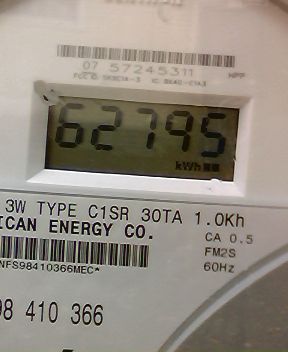 07 57245311 HPP
62795
kWh
3W TYPE C1SR 30TA 1.0Kh
ICAN ENERGY CO.
CA 0.5
NFS98410366MEC*
FM2S
60Hz
98 410 366